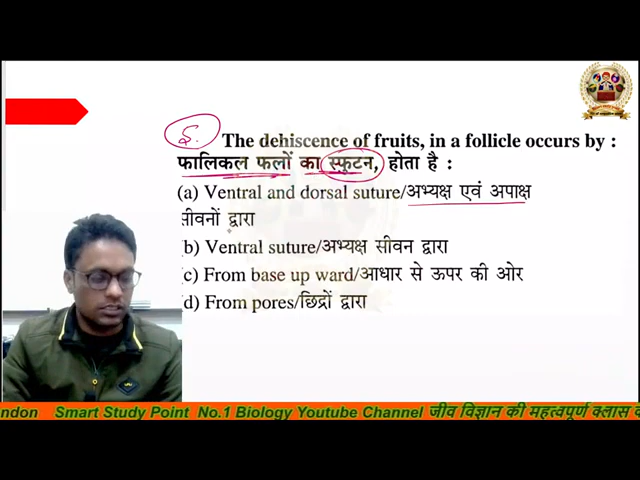 5. The dehiscence of fruits, in a follicle occurs by :
फालिकल फलों का स्फुटन, होता है :
(a) Ventral and dorsal suture/अभ्यक्ष एवं अपाक्ष
सीवनों द्वारा
(b) Ventral suture/अभ्यक्ष सीवन द्वारा
(c) From base up ward/आधार से ऊपर की ओर
(d) From pores/छिद्रों द्वारा
ndon Smart Study Point No.1 Biology Youtube Channel जीव विज्ञान की महत्वपूर्ण क्लास